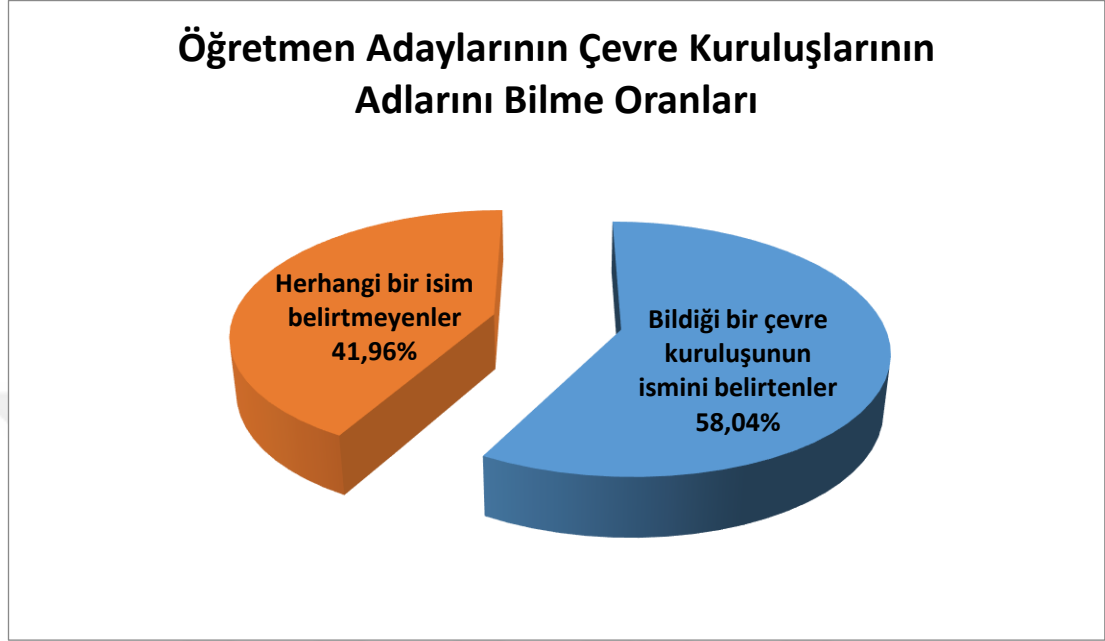 Öğretmen Adaylarının Çevre Kuruluşlarının
Adlarını Bilme Oranları
Herhangi bir isim
belirtmeyenler
41,96%
Bildiği bir çevre
kuruluşunun
ismini belirtenler
58,04%